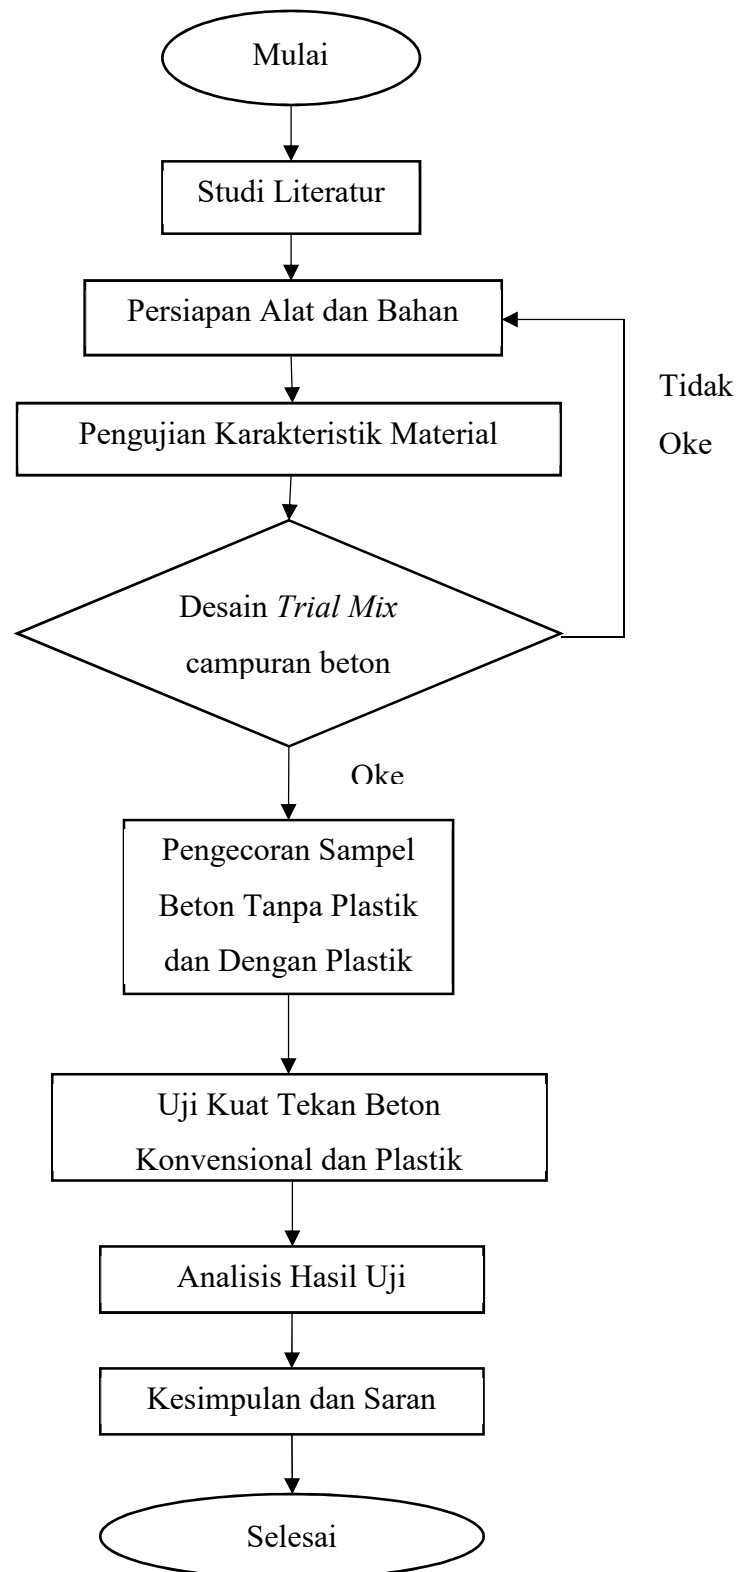 Mulai
Studi Literatur
Persiapan Alat dan Bahan
Tidak
Oke
Pengujian Karakteristik Material
Desain Trial Mix
campuran beton
Oke
Pengecoran Sampel
Beton Tanpa Plastik
dan Dengan Plastik
Uji Kuat Tekan Beton
Konvensional dan Plastik
Analisis Hasil Uji
Kesimpulan dan Saran
Selesai